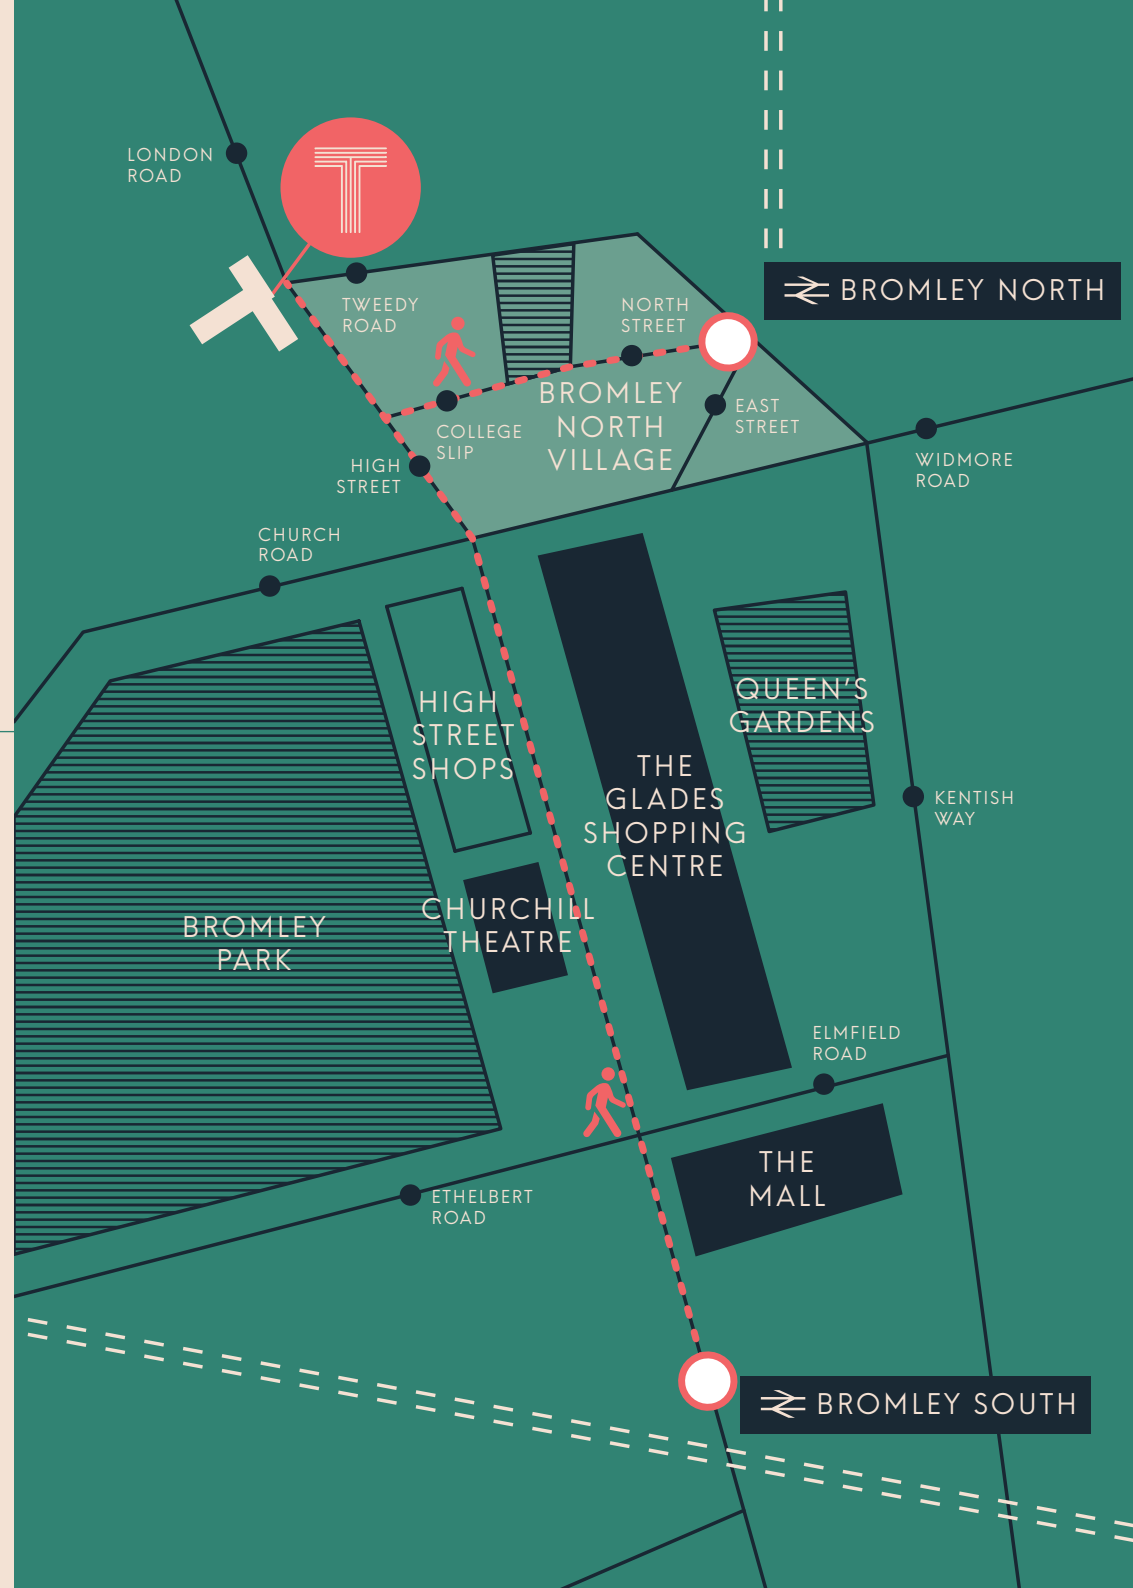 LONDON
ROAD
T
TWEEDY
ROAD
NORTH
STREET
BROMLEY NORTH
BROMLEY
NORTH
VILLAGE
EAST
STREET
COLLEGE
SLIP
HIGH
STREET
WIDMORE
ROAD
CHURCH
ROAD
HIGH
STREET
SHOPS
QUEEN'S
GARDENS
THE
GLADES
SHOPPING
CENTRE
KENTISH
WAY
CHURCHILL
THEATRE
BROMLEY
PARK
ELMFIELD
ROAD
THE
MALL
ETHELBERT
ROAD
BROMLEY SOUTH